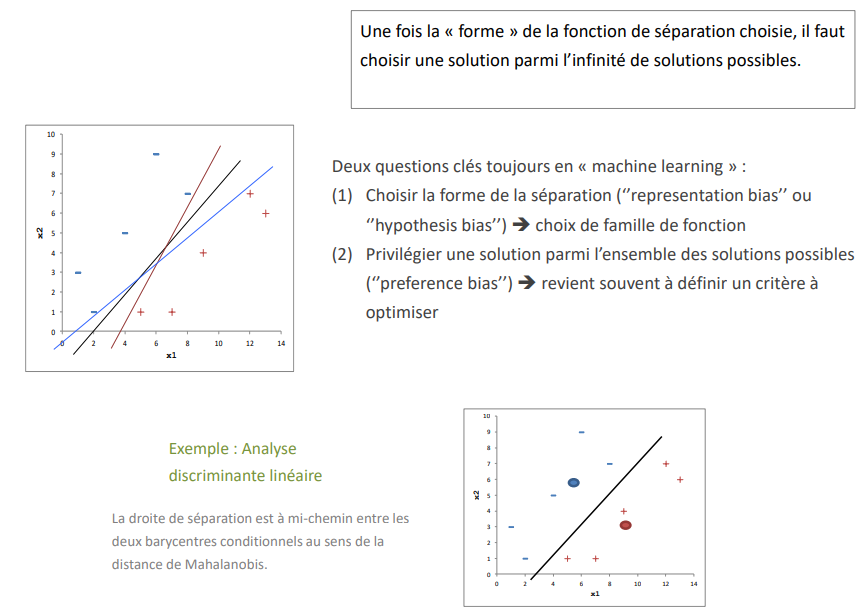 Une fois la « forme » de la fonction de séparation choisie, il faut
choisir une solution parmi l’infinité de solutions possibles.
10
9
8
7
6
5
4
3
2
1
0
x2
0 2 4 6 8 10 12 14
x1
Deux questions clés toujours en « machine learning » :
(1) Choisir la forme de la séparation (‘’representation bias’’ ou
‘’hypothesis bias’’) ➔ choix de famille de fonction
(2) Privilégier une solution parmi l’ensemble des solutions possibles
(‘’preference bias’’) ➔ revient souvent à définir un critère à
optimiser
Exemple : Analyse
discriminante linéaire
La droite de séparation est à mi-chemin entre les
deux barycentres conditionnels au sens de la
distance de Mahalanobis.
10
9
8
7
6
5
4
3
2
1
0
x2
0 2 4 6 8 10 12 14
x1